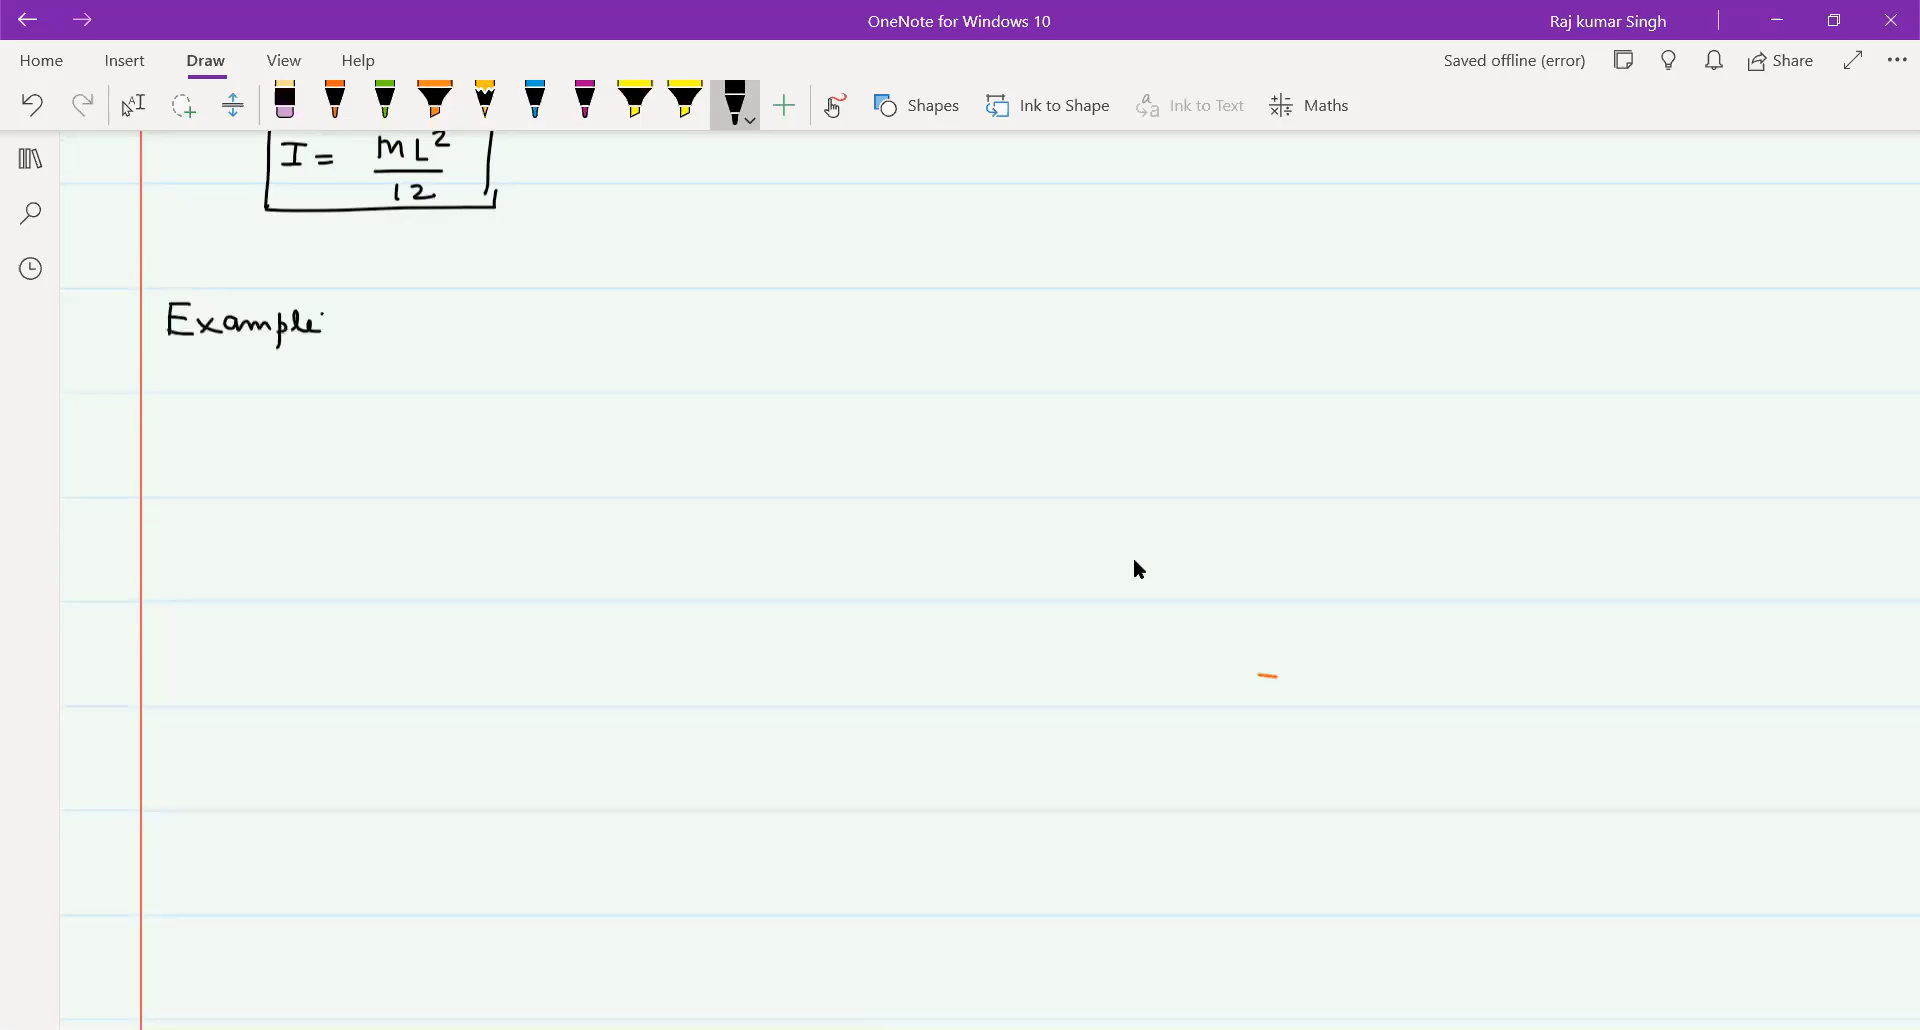 OneNote for Windows 10
Raj kumar Singh
Home Insert Draw View Help
Saved offline (error)
Share
Shapes
Ink to Shape
Ink to Text
Maths
I = ML²/12
Example: